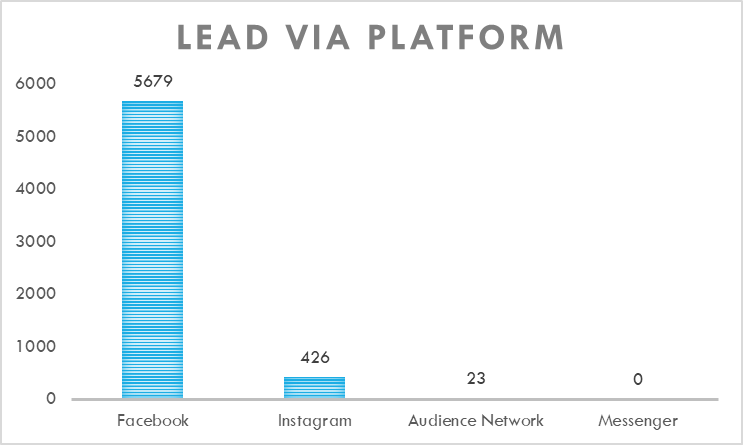 LEAD VIA PLATFORM
6000
5000
4000
3000
2000
1000
0
5679
426
23
0
Facebook
Instagram
Audience Network
Messenger